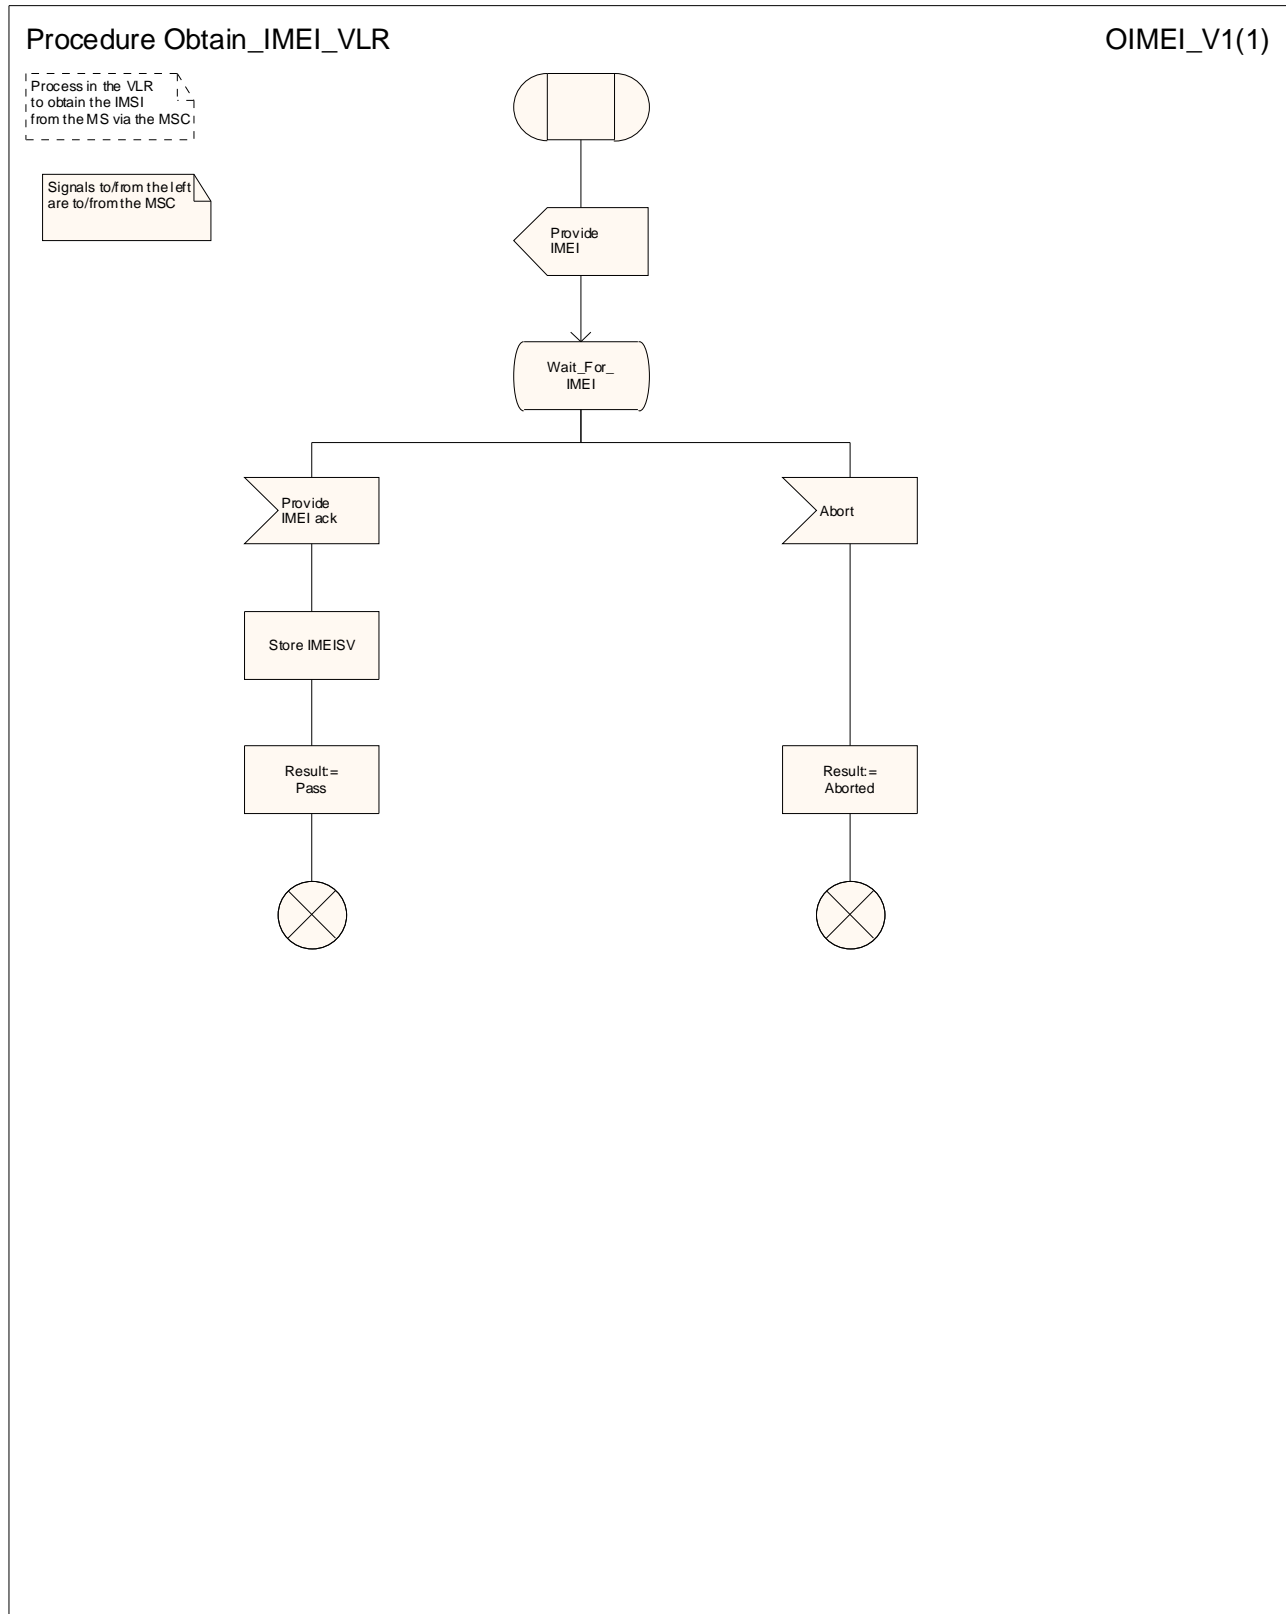 Procedure Obtain_IMEI_VLR
OIMEI_V1(1)
Process in the VLR
to obtain the IMSI
from the MS via the MSC
Signals to/from the left
are to/from the MSC
Provide
IMEI
Wait_For_
IMEI
Provide
IMEI ack
Abort
Store IMEISV
Result:=
Pass
Result:=
Aborted